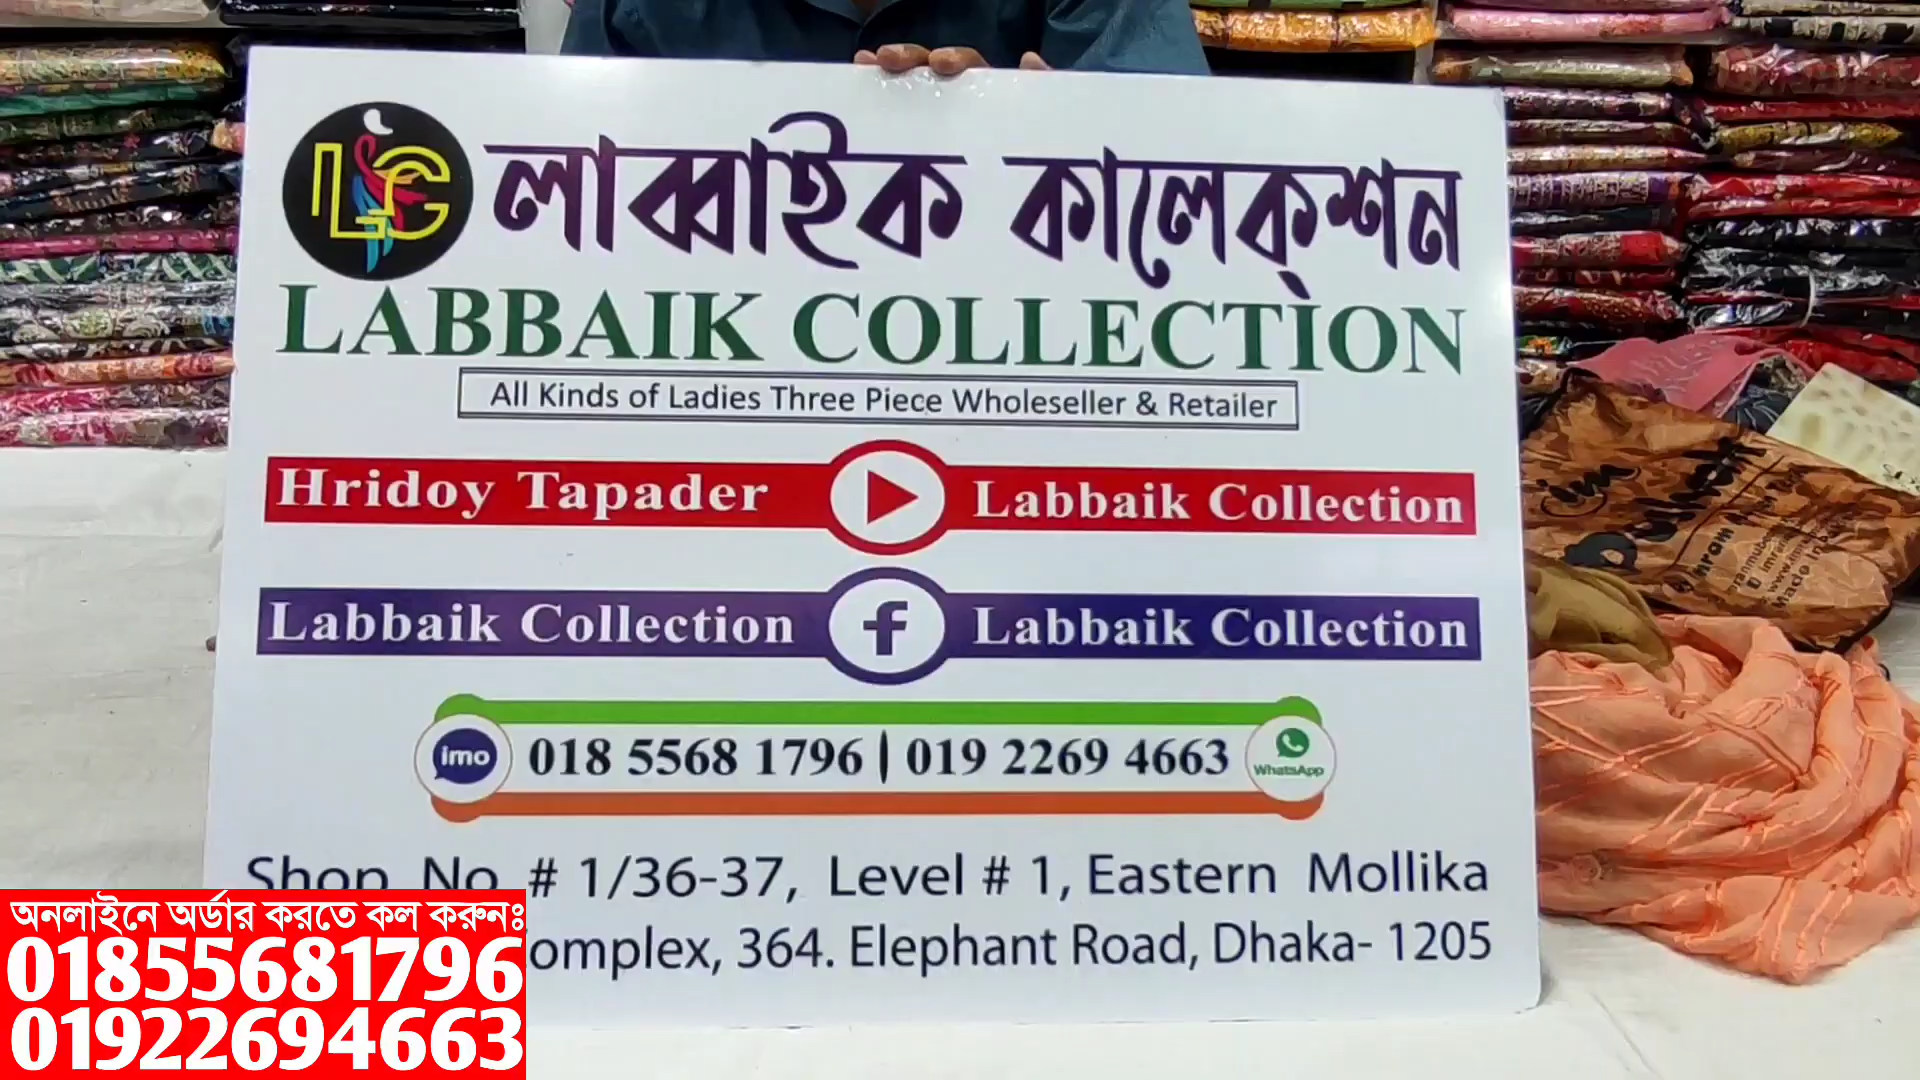 LC লাব্বাইক কালেক্শন
LABBAIK COLLECTION
All Kinds of Ladies Three Piece Wholeseller & Retailer
Hridoy Tapader Labbaik Collection
Labbaik Collection f Labbaik Collection
imo 018 5568 1796 | 019 2269 4663 WhatsApp
Shop No # 1/36-37, Level # 1, Eastern Mollika
omplex, 364. Elephant Road, Dhaka- 1205
অনলাইনে অর্ডার করতে কল করুনঃ
01855681796
01922694663